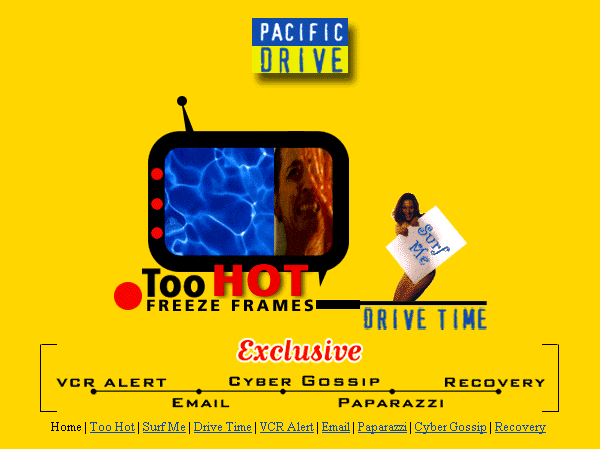 PACIFIC
DRIVE
Too HOT
FREEZE FRAMES
Surf
Me
DRIVE TIME
Exclusive
VCR ALERT
CYBER GOSSIP
RECOVERY
EMAIL
PAPARAZZI
Home | Too Hot | Surf Me | Drive Time | VCR Alert | Email | Paparazzi | Cyber Gossip | Recovery